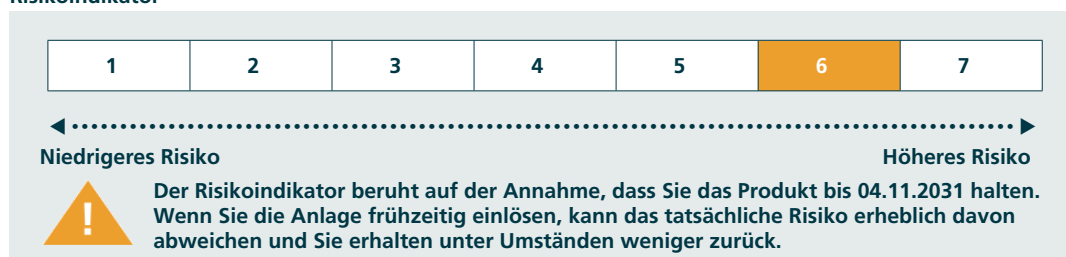 Risikoindikator
1 2 3 4 5 6 7
Niedrigeres Risiko Höheres Risiko
! Der Risikoindikator beruht auf der Annahme, dass Sie das Produkt bis 04.11.2031 halten.
Wenn Sie die Anlage frühzeitig einlösen, kann das tatsächliche Risiko erheblich davon
abweichen und Sie erhalten unter Umständen weniger zurück.